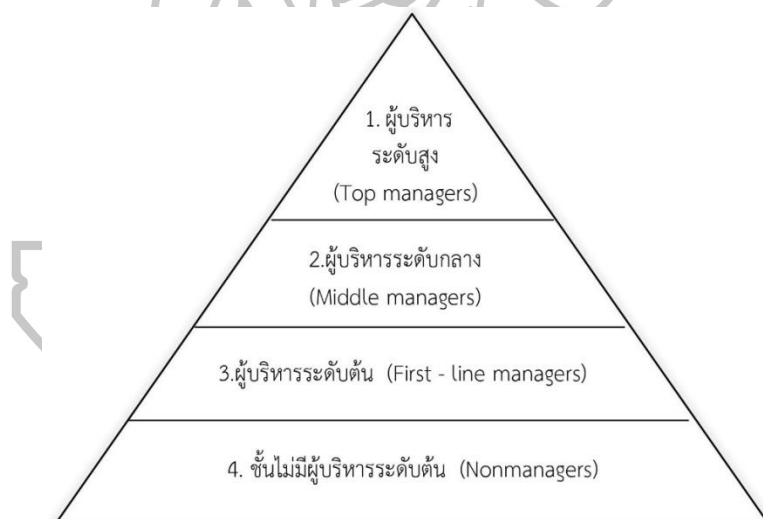 1. ผู้บริหาร
ระดับสูง
(Top managers)
2.ผู้บริหารระดับกลาง
(Middle managers)
3.ผู้บริหารระดับต้น (First - line managers)
4. ชั้นไม่มีผู้บริหารระดับต้น (Nonmanagers)